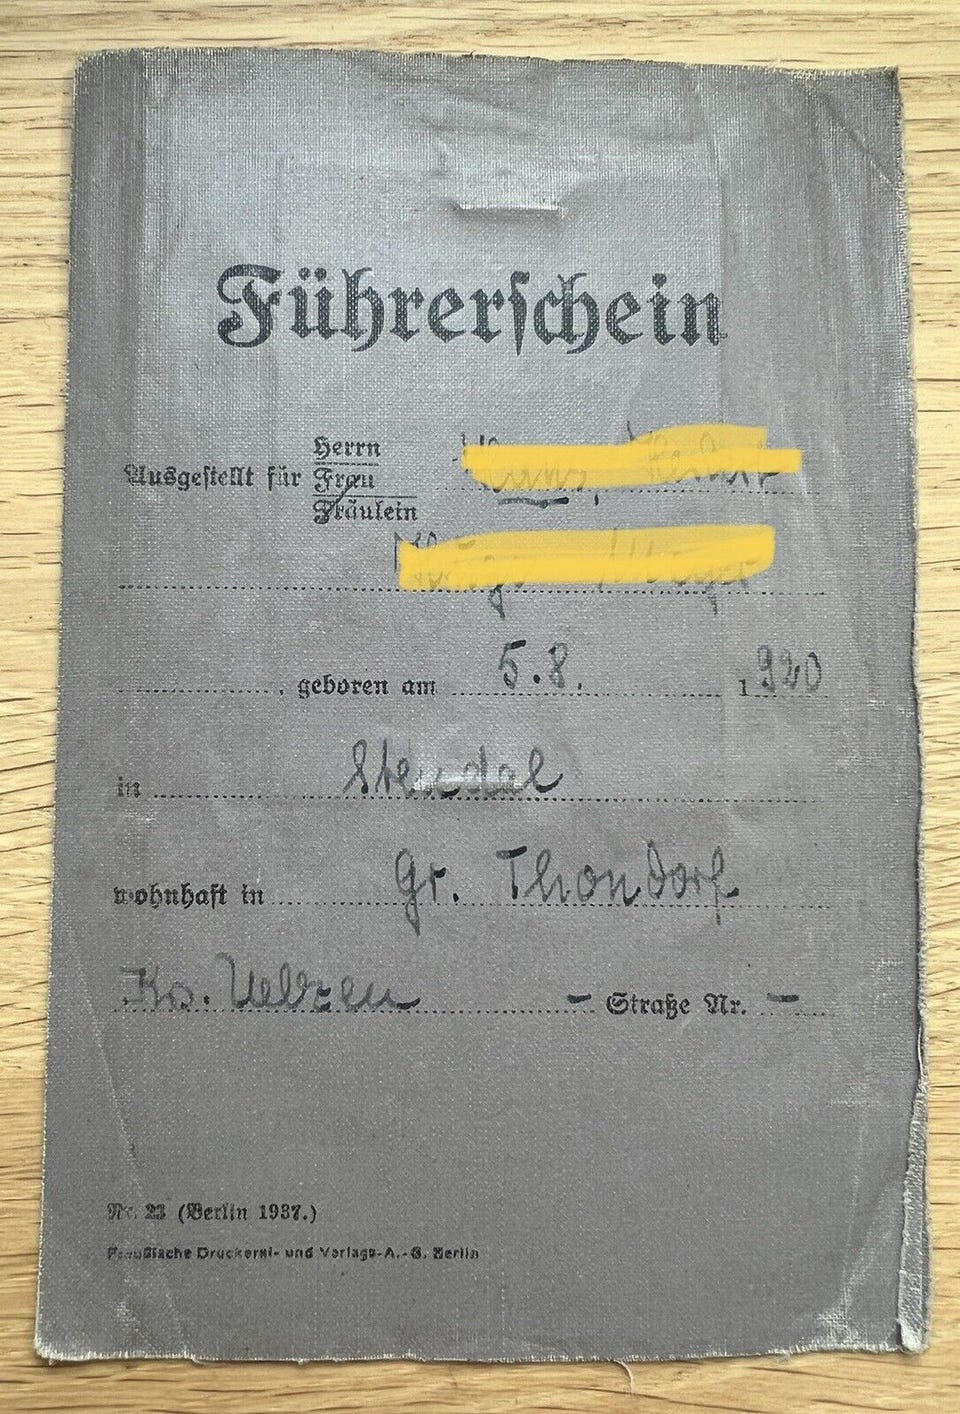 Führerschein
Herrn
Ausgestellt für Frau
Fräulein
, geboren am 5.8. 1920
in Stendal
wohnhaft in Gr. Thondorf
Krs. Uelzen - Straße Nr. -
Nr. 23 (Berlin 1937.)
Preußische Druckerei- und Verlags-A.-G. Berlin